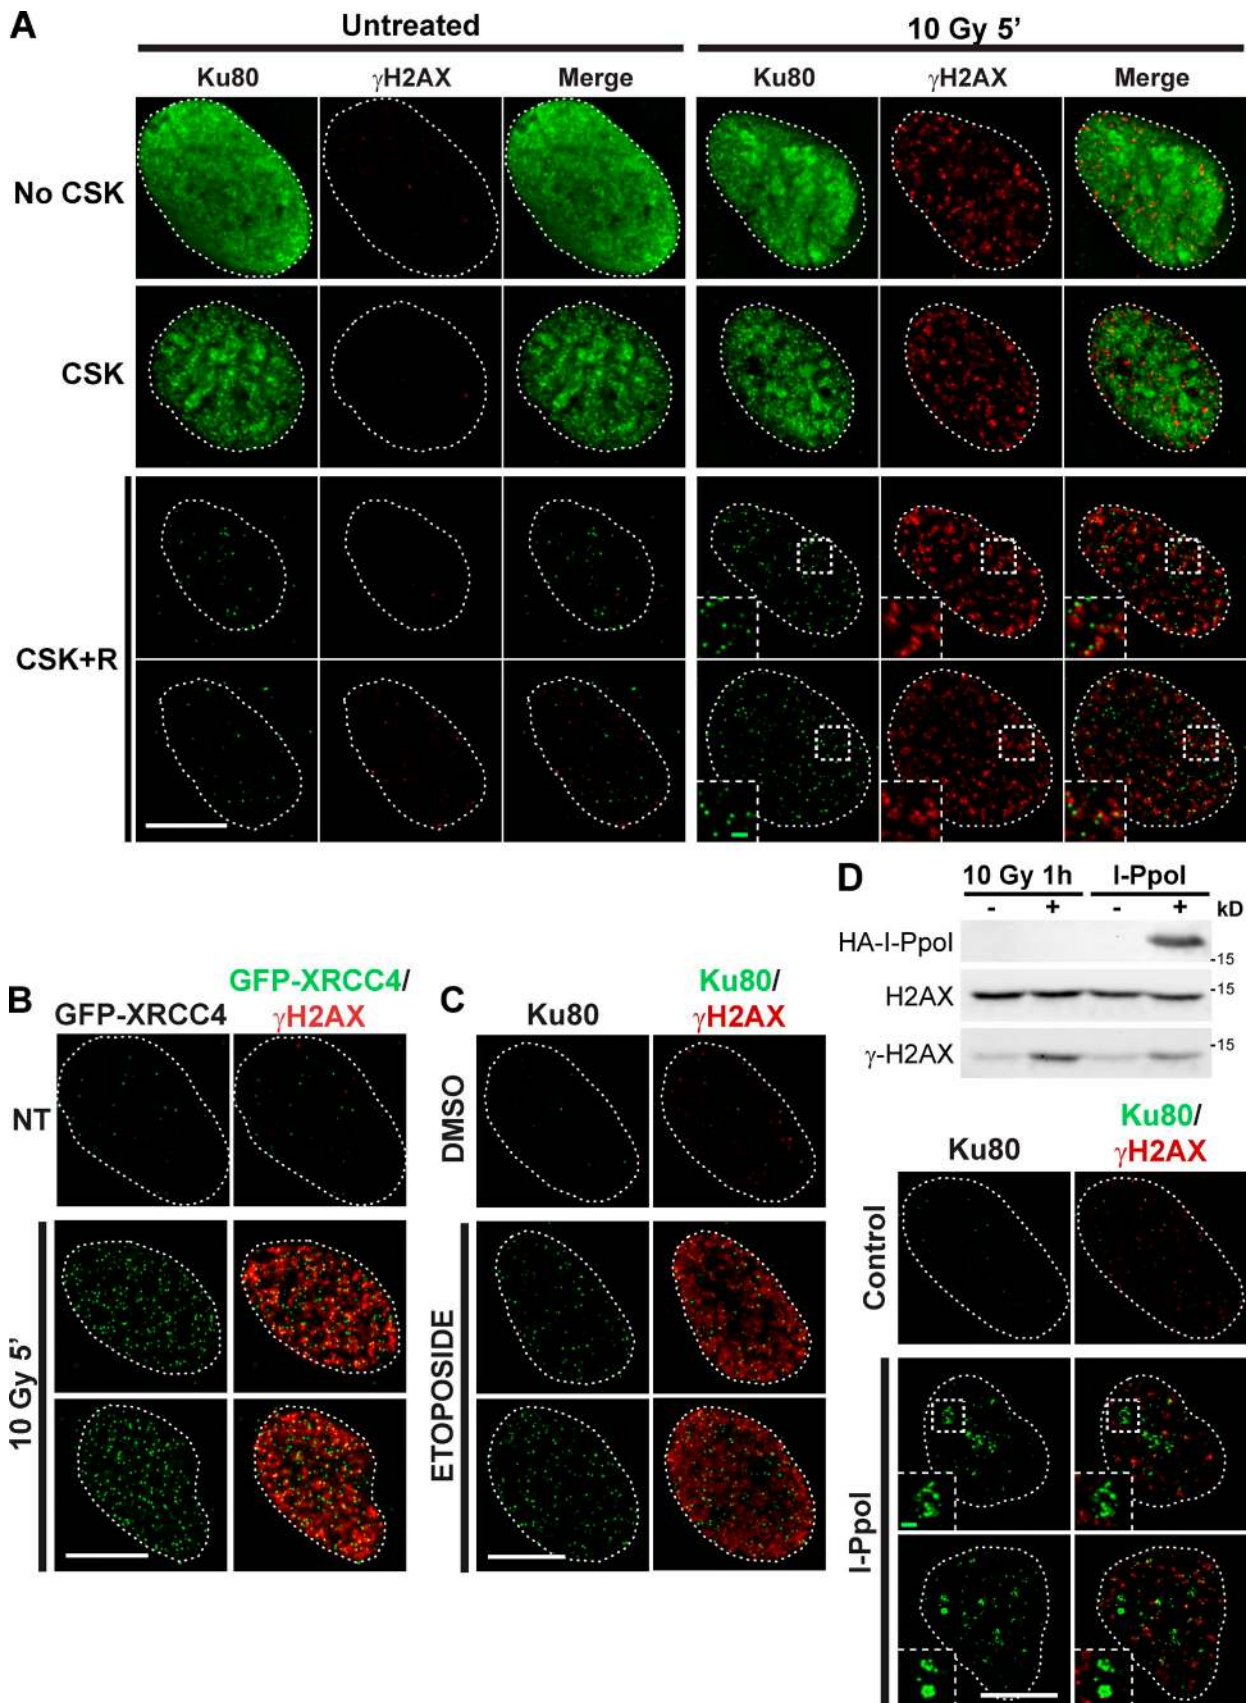 A
Untreated
10 Gy 5'
Ku80 γH2AX Merge Ku80 γH2AX Merge
No CSK
CSK
CSK+R
B
GFP-XRCC4
GFP-XRCC4/
γH2AX
NT
10 Gy 5'
C
Ku80
Ku80/
γH2AX
DMSO
ETOPOSIDE
D
10 Gy 1h I-PpoI
- + - + kD
HA-I-PpoI
-15
H2AX
-15
γ-H2AX
-15
Ku80
Ku80/
γH2AX
Control
I-PpoI